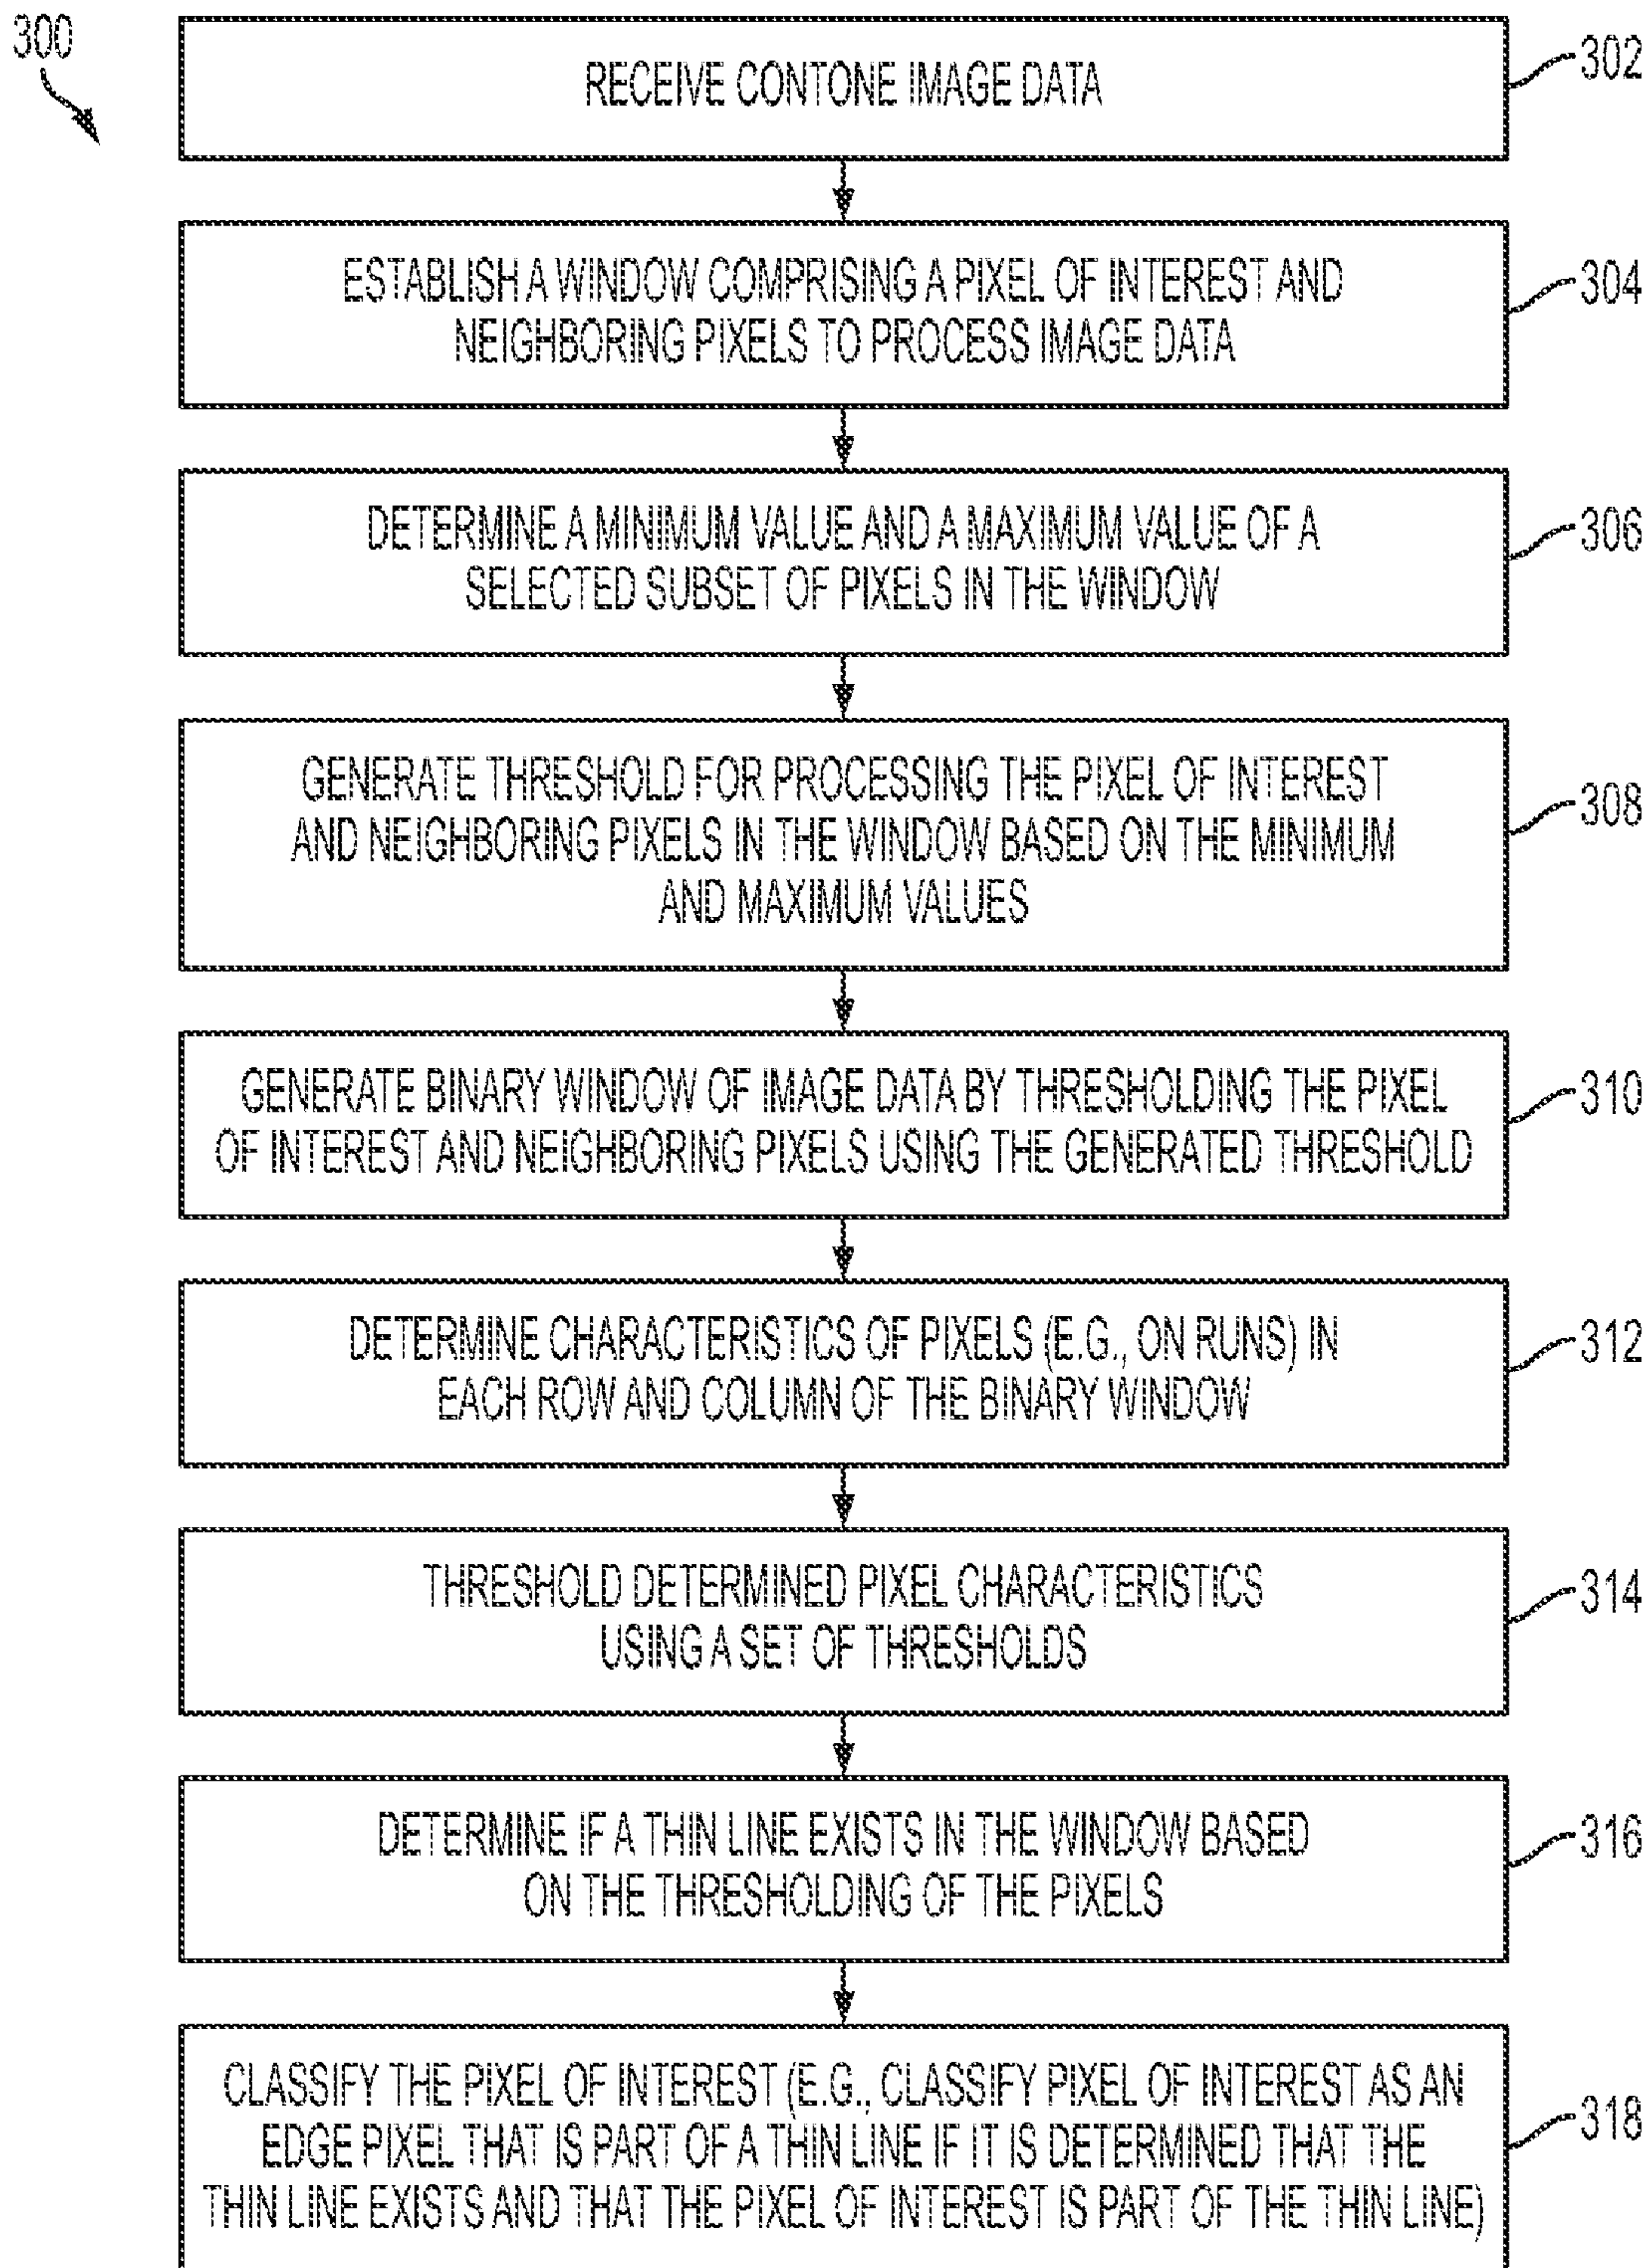 300
RECEIVE CONTONE IMAGE DATA
302
ESTABLISH A WINDOW COMPRISING A PIXEL OF INTEREST AND
NEIGHBORING PIXELS TO PROCESS IMAGE DATA
304
DETERMINE A MINIMUM VALUE AND A MAXIMUM VALUE OF A
SELECTED SUBSET OF PIXELS IN THE WINDOW
306
GENERATE THRESHOLD FOR PROCESSING THE PIXEL OF INTEREST
AND NEIGHBORING PIXELS IN THE WINDOW BASED ON THE MINIMUM
AND MAXIMUM VALUES
308
GENERATE BINARY WINDOW OF IMAGE DATA BY THRESHOLDING THE PIXEL
OF INTEREST AND NEIGHBORING PIXELS USING THE GENERATED THRESHOLD
310
DETERMINE CHARACTERISTICS OF PIXELS (E.G., ON RUNS) IN
EACH ROW AND COLUMN OF THE BINARY WINDOW
312
THRESHOLD DETERMINED PIXEL CHARACTERISTICS
USING A SET OF THRESHOLDS
314
DETERMINE IF A THIN LINE EXISTS IN THE WINDOW BASED
ON THE THRESHOLDING OF THE PIXELS
316
CLASSIFY THE PIXEL OF INTEREST (E.G., CLASSIFY PIXEL OF INTEREST AS AN
EDGE PIXEL THAT IS PART OF A THIN LINE IF IT IS DETERMINED THAT THE
THIN LINE EXISTS AND THAT THE PIXEL OF INTEREST IS PART OF THE THIN LINE)
318